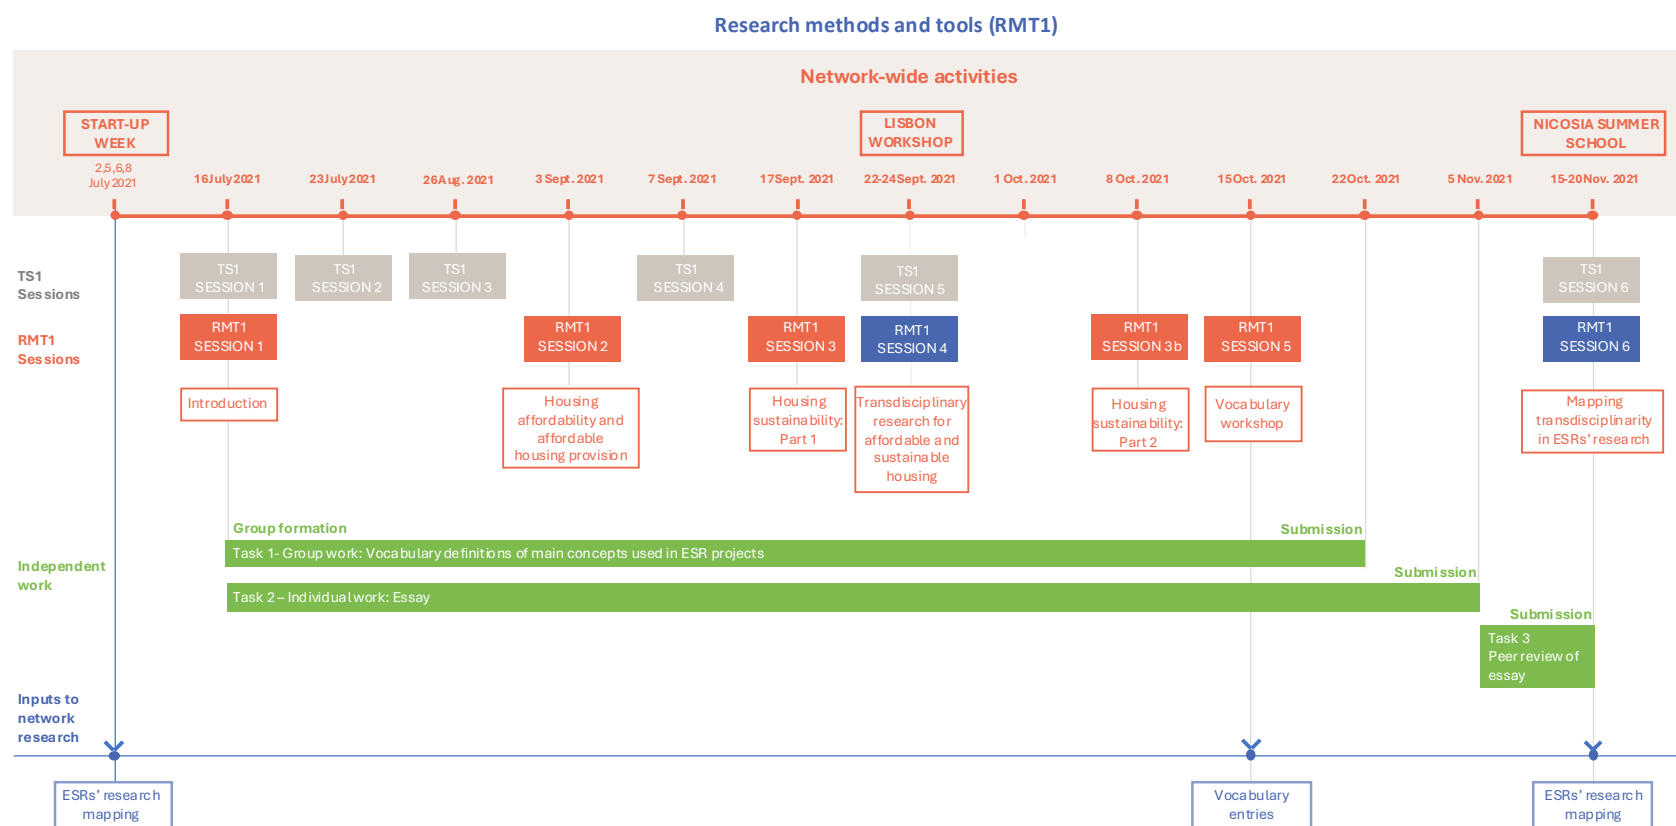 Research methods and tools (RMT1)
Network-wide activities
START-UP
WEEK
LISBON
WORKSHOP
NICOSIA SUMMER
SCHOOL
2,5,6,8
July 2021
16 July 2021
23 July 2021
26 Aug. 2021
3 Sept. 2021
7 Sept. 2021
17 Sept. 2021
22-24 Sept. 2021
1 Oct. 2021
8 Oct. 2021
15 Oct. 2021
22 Oct. 2021
5 Nov. 2021
15-20 Nov. 2021
TS1
Sessions
TS1
SESSION 1
TS1
SESSION 2
TS1
SESSION 3
TS1
SESSION 4
TS1
SESSION 5
TS1
SESSION 6
RMT1
Sessions
RMT1
SESSION 1
RMT1
SESSION 2
RMT1
SESSION 3
RMT1
SESSION 4
RMT1
SESSION 3b
RMT1
SESSION 5
RMT1
SESSION 6
Introduction
Housing
affordability and
affordable
housing provision
Housing
sustainability:
Part 1
Transdisciplinary
research for
affordable and
sustainable
housing
Housing
sustainability:
Part 2
Vocabulary
workshop
Mapping
transdisciplinarity
in ESRs' research
Independent
work
Group formation
Submission
Task 1- Group work: Vocabulary definitions of main concepts used in ESR projects
Submission
Task 2 – Individual work: Essay
Submission
Task 3
Peer review of
essay
Inputs to
network
research
ESRs' research
mapping
Vocabulary
entries
ESRs' research
mapping